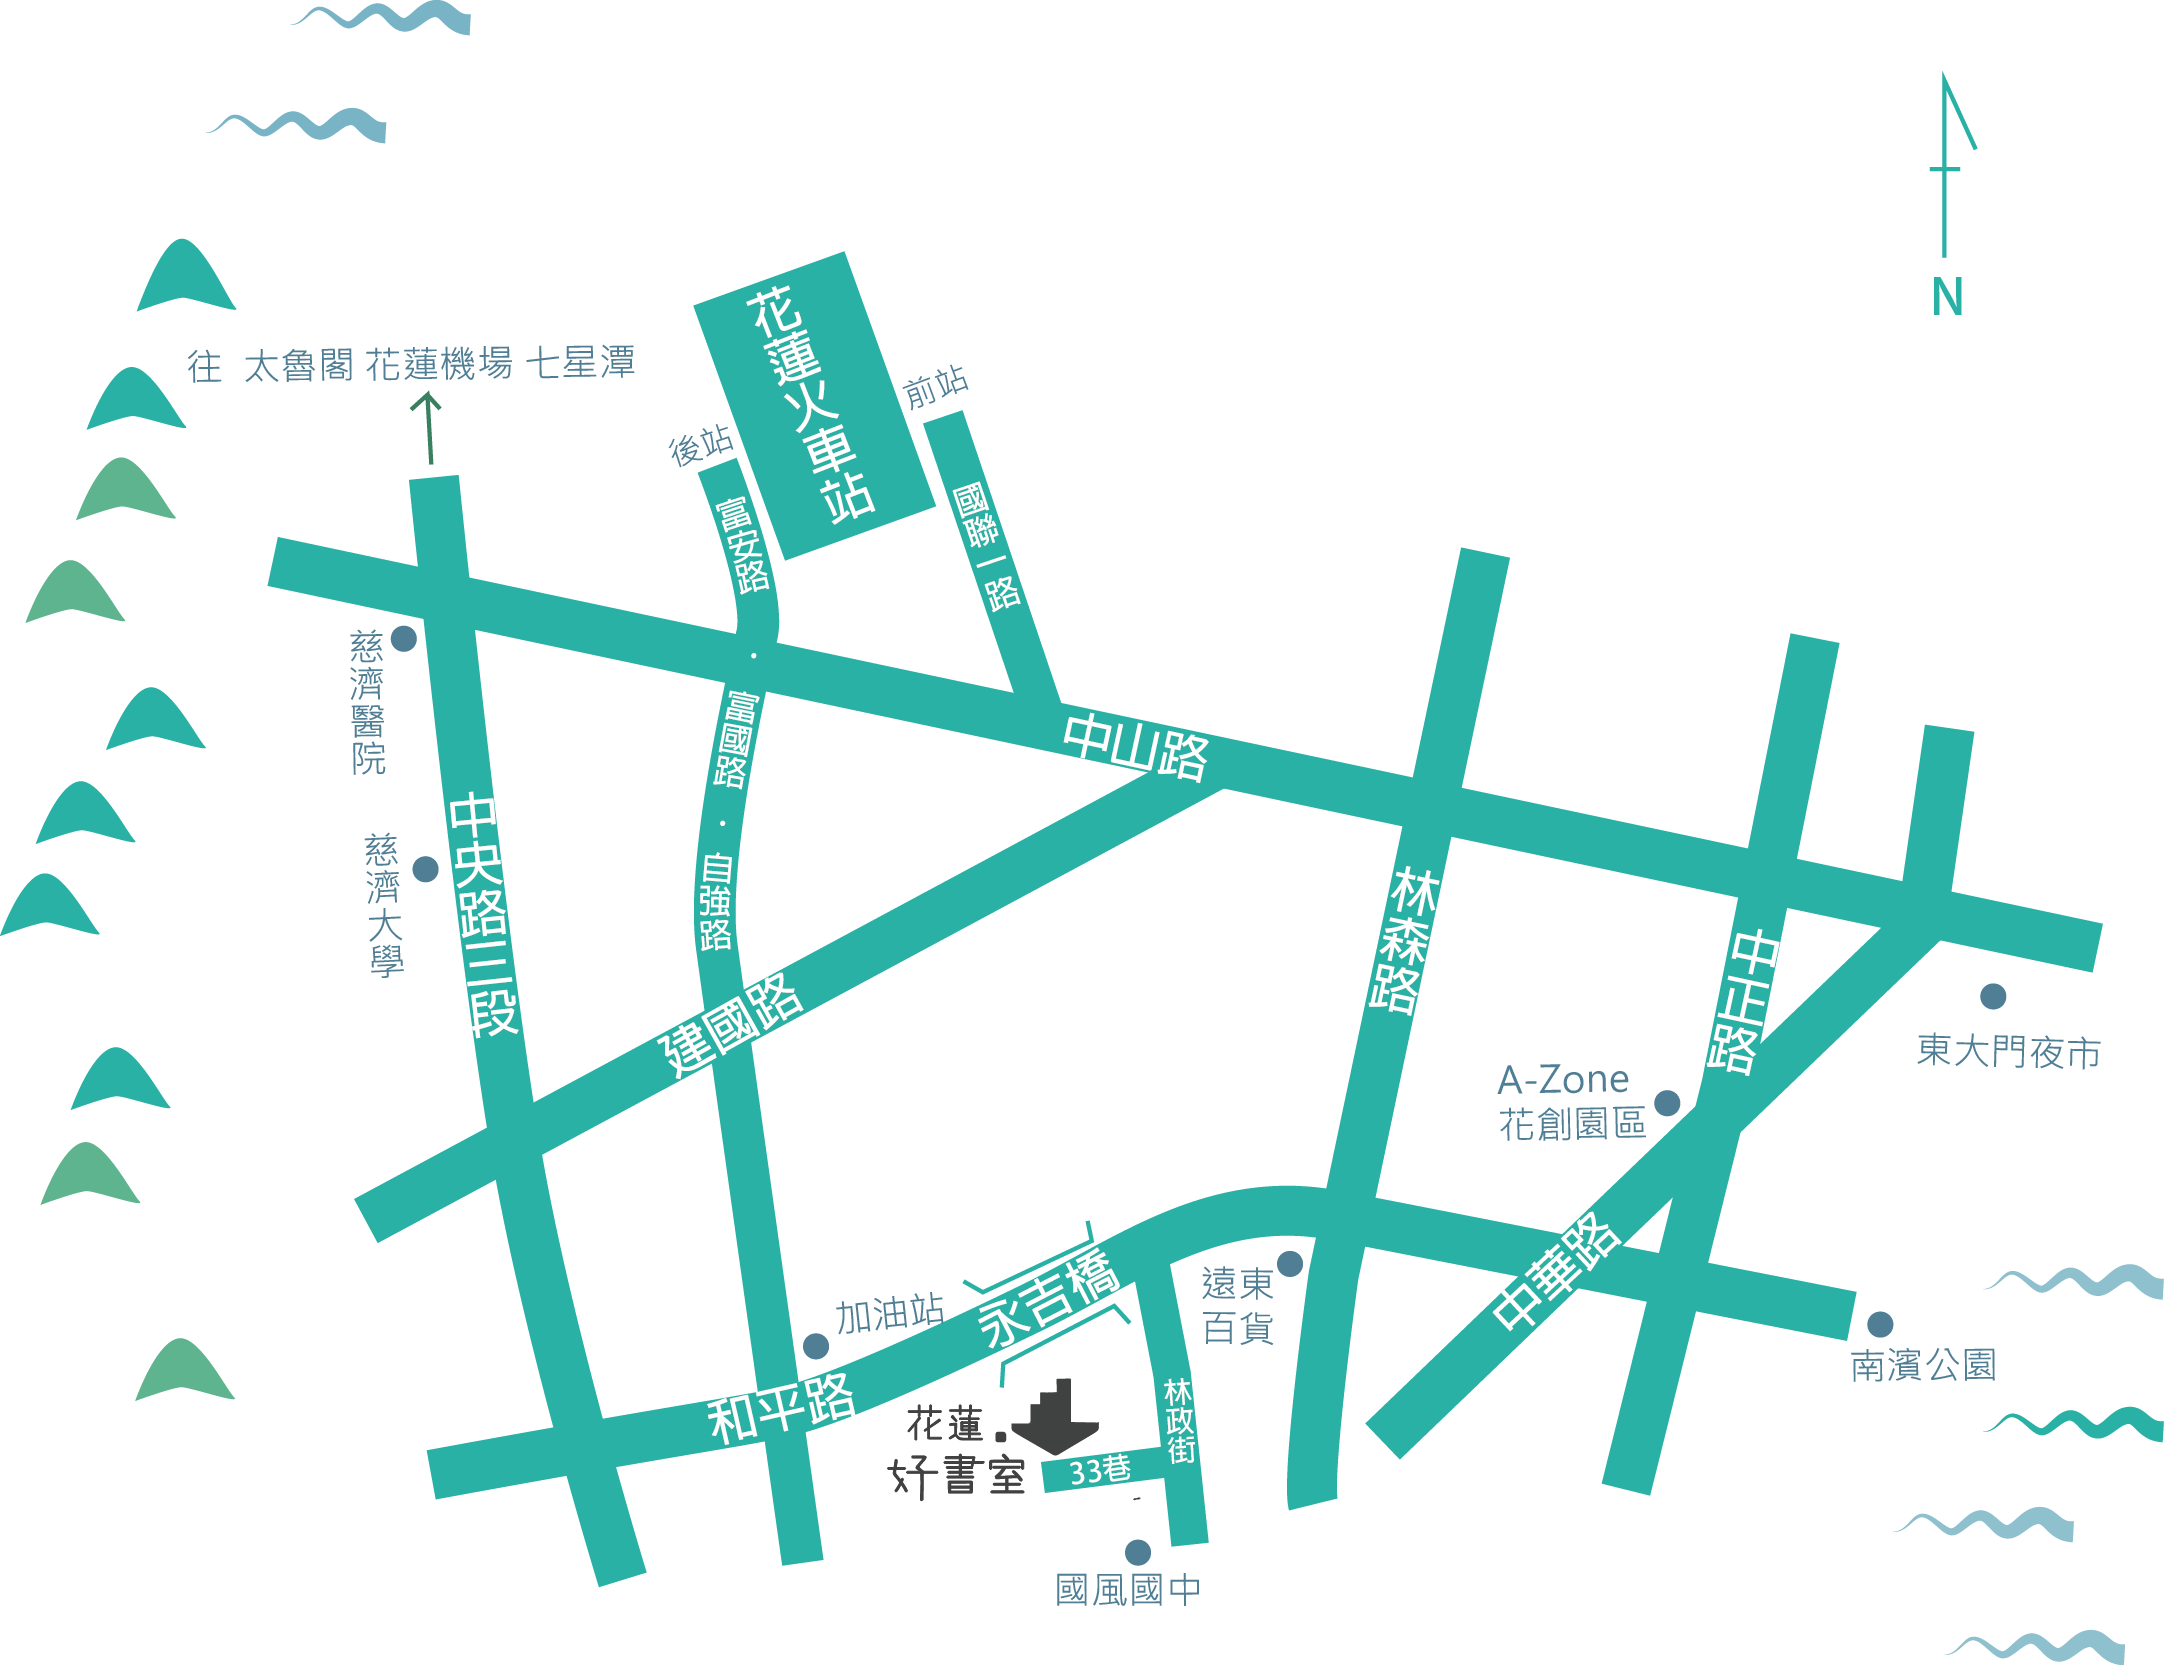 N
往 太魯閣 花蓮機場 七星潭
花蓮火車站
前站
後站
富安路
國聯一路
慈濟醫院
富國路
中山路
中央路三段
慈濟大學
自強路
林森路
中正路
建國路
東大門夜市
A-Zone
花創園區
中華路
尚志橋
遠東
百貨
加油站
南濱公園
和平路
林政街
花蓮.
好書室
33巷
國風國中